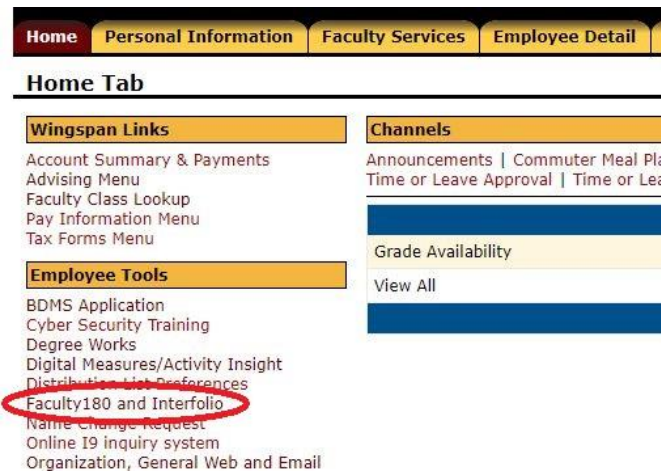 Home Personal Information Faculty Services Employee Detail
Home Tab
Wingspan Links
Account Summary & Payments
Advising Menu
Faculty Class Lookup
Pay Information Menu
Tax Forms Menu
Employee Tools
BDMS Application
Cyber Security Training
Degree Works
Digital Measures/Activity Insight
Distribution List Preferences
Faculty180 and Interfolio
Name Change Request
Online I9 inquiry system
Organization, General Web and Email
Channels
Announcements | Commuter Meal Pla
Time or Leave Approval | Time or Lea
Grade Availability
View All